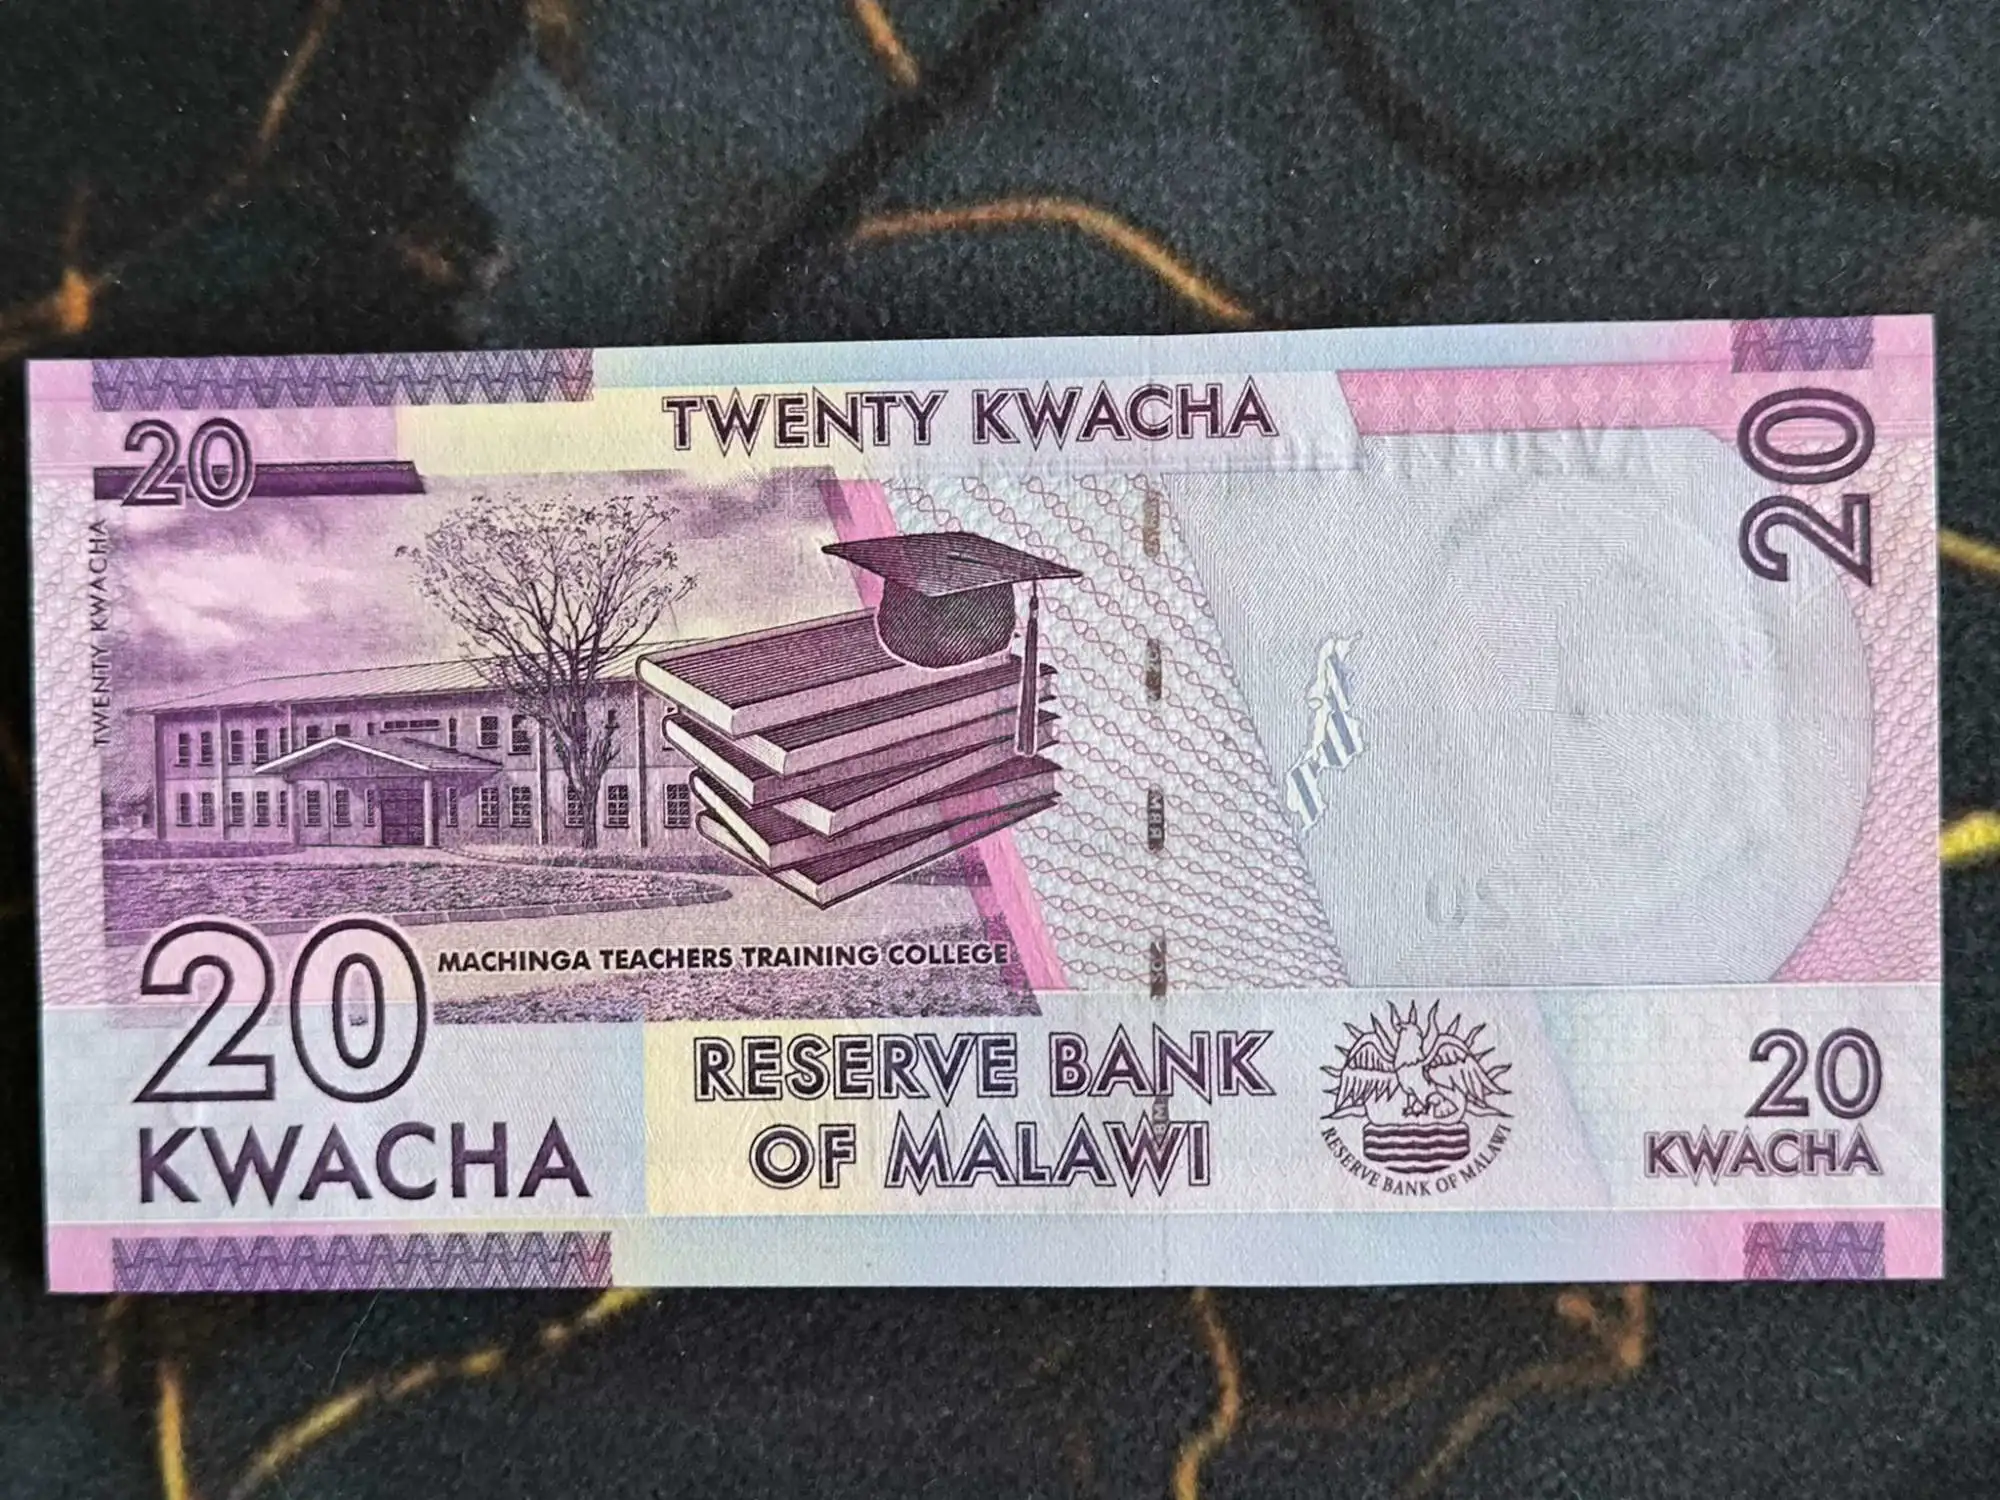 TWENTY KWACHA
20
20
TWENTY KWACHA
MACHINGA TEACHERS TRAINING COLLEGE
20
KWACHA
RESERVE BANK
OF MALAWI
RESERVE BANK OF MALAWI
20
KWACHA